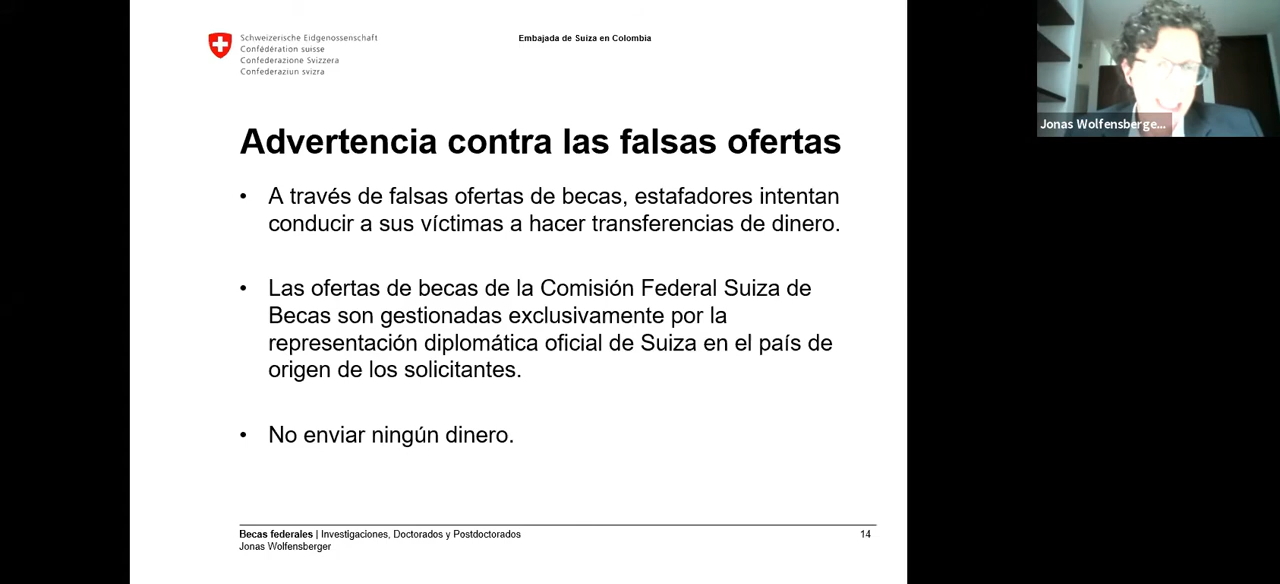 Schweizerische Eidgenossenschaft
Confédération suisse
Confederazione Svizzera
Confederaziun svizra
Embajada de Suiza en Colombia
Jonas Wolfensberge...
Advertencia contra las falsas ofertas
• A través de falsas ofertas de becas, estafadores intentan
conducir a sus víctimas a hacer transferencias de dinero.
• Las ofertas de becas de la Comisión Federal Suiza de
Becas son gestionadas exclusivamente por la
representación diplomática oficial de Suiza en el país de
origen de los solicitantes.
• No enviar ningún dinero.
Becas federales | Investigaciones, Doctorados y Postdoctorados
Jonas Wolfensberger
14